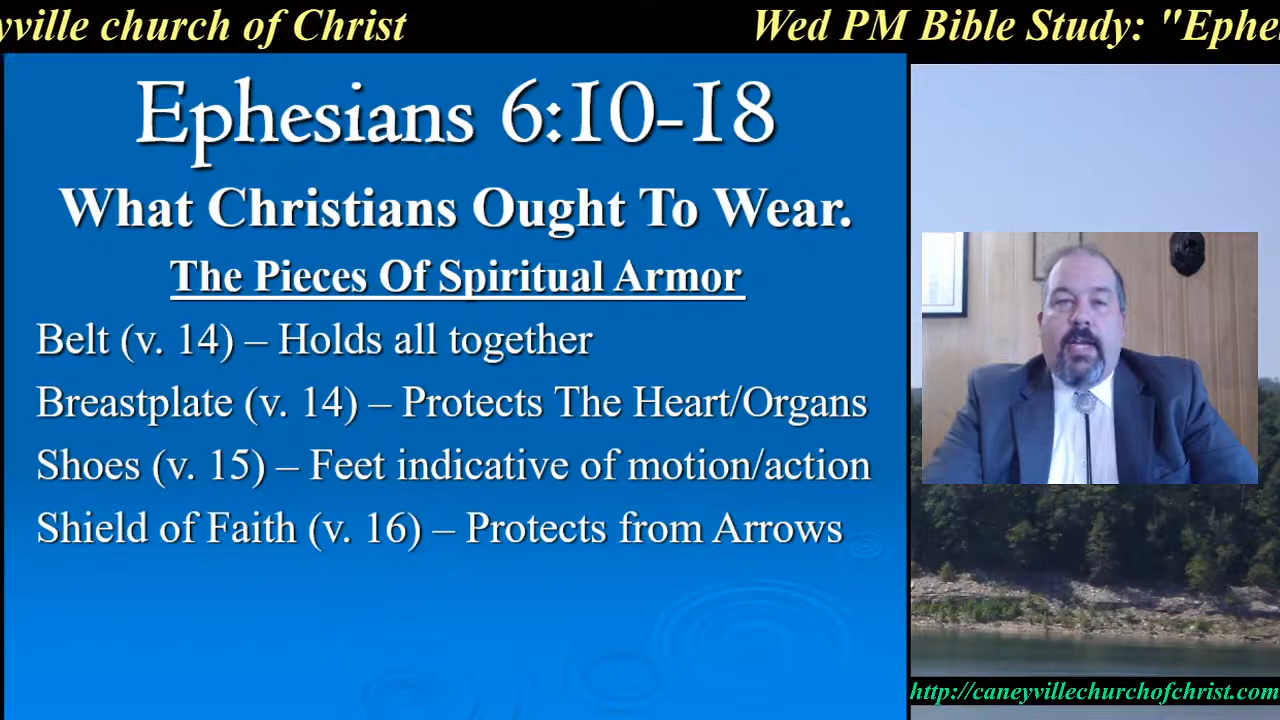 yville church of Christ
Wed PM Bible Study: "Ephe
Ephesians 6:10-18
What Christians Ought To Wear.
The Pieces Of Spiritual Armor
Belt (v. 14) – Holds all together
Breastplate (v. 14) – Protects The Heart/Organs
Shoes (v. 15) – Feet indicative of motion/action
Shield of Faith (v. 16) – Protects from Arrows
http://caneyvillechurchofchrist.com